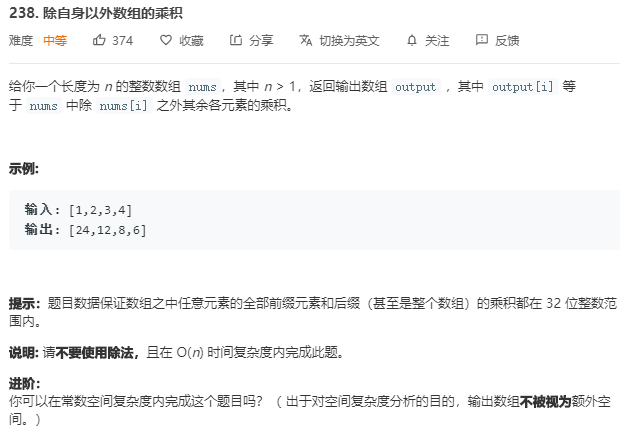 238. 除自身以外数组的乘积
难度 中等 374 收藏 分享 切换为英文 关注 反馈
给你一个长度为 n 的整数数组 nums，其中 n > 1，返回输出数组 output ，其中 output[i] 等
于 nums 中除 nums[i] 之外其余各元素的乘积。
示例:
输入: [1,2,3,4]
输出: [24,12,8,6]
提示：题目数据保证数组之中任意元素的全部前缀元素和后缀（甚至是整个数组）的乘积都在 32 位整数范
围内。
说明: 请不要使用除法，且在 O(n) 时间复杂度内完成此题。
进阶：
你可以在常数空间复杂度内完成这个题目吗？（ 出于对空间复杂度分析的目的，输出数组不被视为额外空
间。）